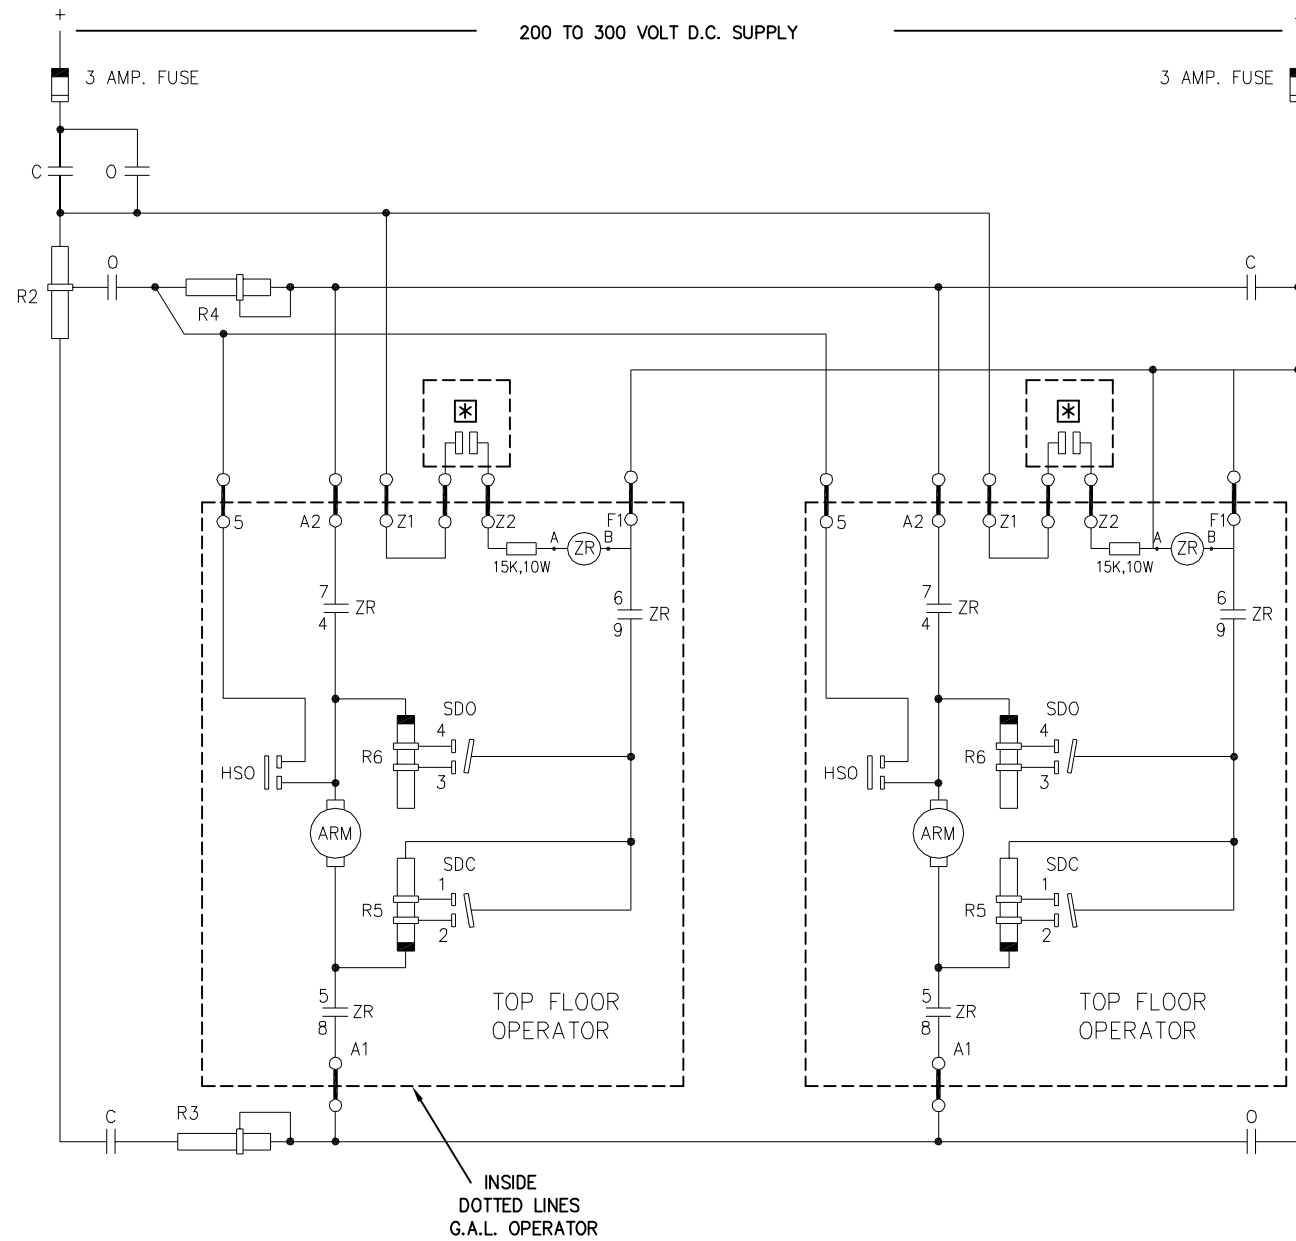 +
200 TO 300 VOLT D.C. SUPPLY
3 AMP. FUSE
3 AMP. FUSE
C
O
O
C
R2
R4
5
A2
Z1
Z2
F1
5
A2
Z1
Z2
F1
A
ZR
B
A
ZR
B
15K,10W
15K,10W
7
ZR
4
6
ZR
9
7
ZR
4
6
ZR
9
SDO
4
R6
3
HSO
SDO
4
R6
3
HSO
ARM
ARM
SDC
1
R5
2
SDC
1
R5
2
5
ZR
8
5
ZR
8
TOP FLOOR
OPERATOR
TOP FLOOR
OPERATOR
A1
A1
C
R3
O
INSIDE
DOTTED LINES
G.A.L. OPERATOR